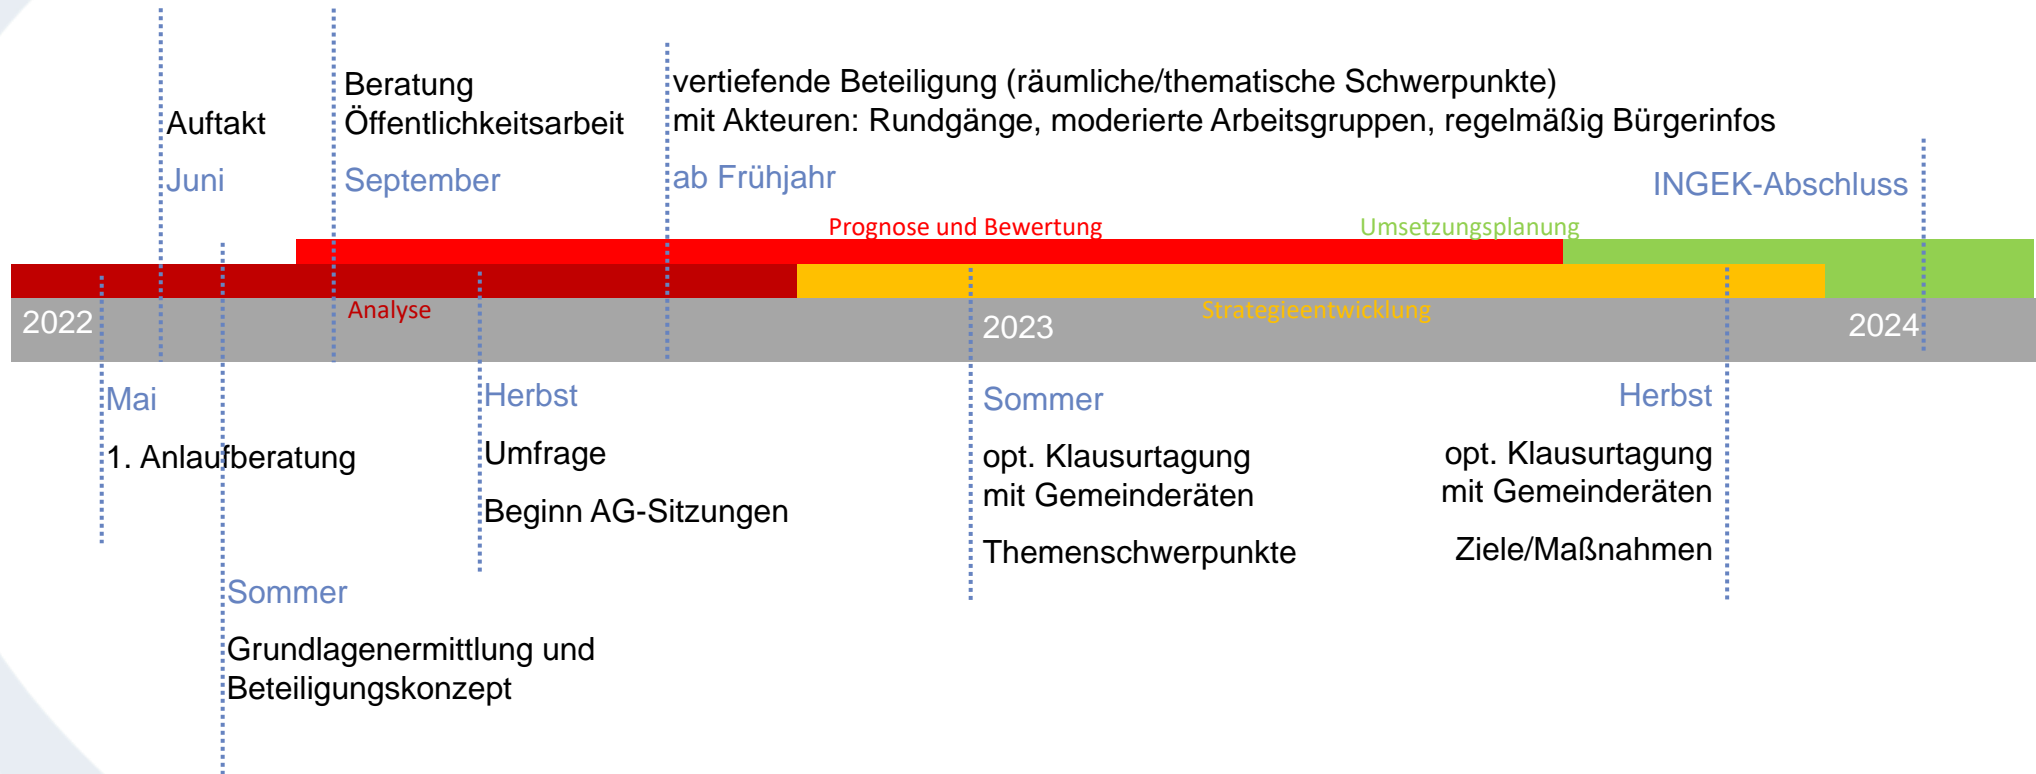 Auftakt
Juni
Beratung
Öffentlichkeitsarbeit
September
vertiefende Beteiligung (räumliche/thematische Schwerpunkte)
mit Akteuren: Rundgänge, moderierte Arbeitsgruppen, regelmäßig Bürgerinfos
ab Frühjahr
INGEK-Abschluss
Prognose und Bewertung
Umsetzungsplanung
Analyse
Strategieentwicklung
2022
2023
2024
Mai
1. Anlaufberatung
Sommer
Grundlagenermittlung und
Beteiligungskonzept
Herbst
Umfrage
Beginn AG-Sitzungen
Sommer
opt. Klausurtagung
mit Gemeinderäten
Themenschwerpunkte
Herbst
opt. Klausurtagung
mit Gemeinderäten
Ziele/Maßnahmen